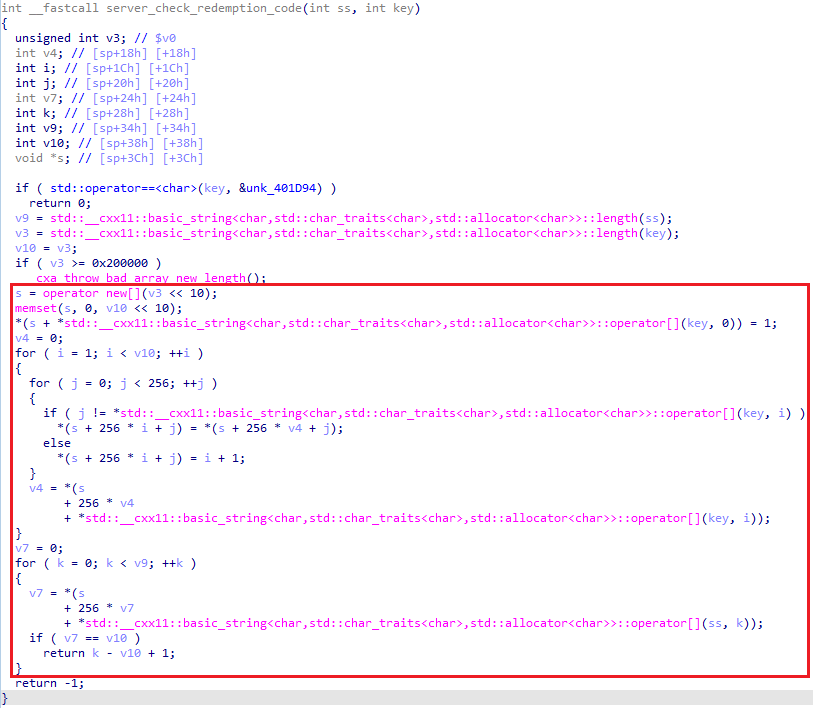 int __fastcall server_check_redemption_code(int ss, int key)
{
  unsigned int v3; // $v0
  int v4; // [sp+18h] [+18h]
  int i; // [sp+1Ch] [+1Ch]
  int j; // [sp+20h] [+20h]
  int v7; // [sp+24h] [+24h]
  int k; // [sp+28h] [+28h]
  int v9; // [sp+34h] [+34h]
  int v10; // [sp+38h] [+38h]
  void *s; // [sp+3Ch] [+3Ch]
  if ( std::operator==<char>(key, &unk_401D94) )
    return 0;
  v9 = std::__cxx11::basic_string<char,std::char_traits<char>,std::allocator<char>>::length(ss);
  v3 = std::__cxx11::basic_string<char,std::char_traits<char>,std::allocator<char>>::length(key);
  v10 = v3;
  if ( v3 >= 0x200000 )
    cxa throw bad array new length();
  s = operator new[](v3 << 10);
  memset(s, 0, v10 << 10);
  *(s + *std::__cxx11::basic_string<char,std::char_traits<char>,std::allocator<char>>::operator[](key, 0)) = 1;
  v4 = 0;
  for ( i = 1; i < v10; ++i )
  {
    for ( j = 0; j < 256; ++j )
    {
      if ( j != *std::__cxx11::basic_string<char,std::char_traits<char>,std::allocator<char>>::operator[](key, i) )
        *(s + 256 * i + j) = *(s + 256 * v4 + j);
      else
        *(s + 256 * i + j) = i + 1;
    }
    v4 = *(s
         + 256 * v4
         + *std::__cxx11::basic_string<char,std::char_traits<char>,std::allocator<char>>::operator[](key, i));
  }
  v7 = 0;
  for ( k = 0; k < v9; ++k )
  {
    v7 = *(s
         + 256 * v7
         + *std::__cxx11::basic_string<char,std::char_traits<char>,std::allocator<char>>::operator[](ss, k));
    if ( v7 == v10 )
      return k - v10 + 1;
  }
  return -1;
}